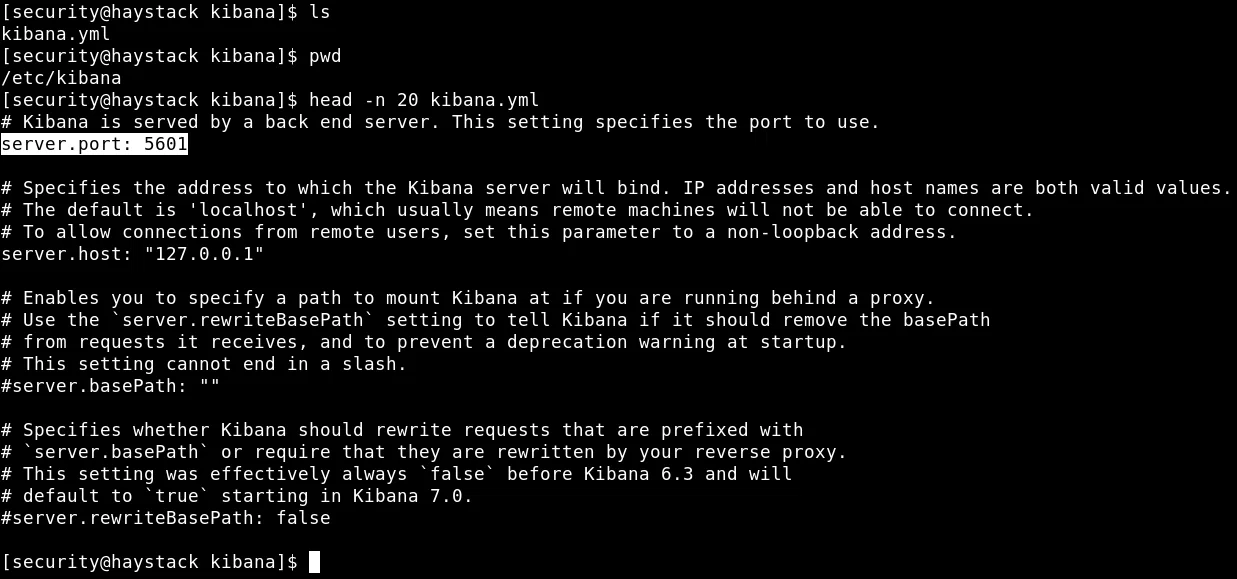 [security@haystack kibana]$ ls
kibana.yml
[security@haystack kibana]$ pwd
/etc/kibana
[security@haystack kibana]$ head -n 20 kibana.yml
# Kibana is served by a back end server. This setting specifies the port to use.
server.port: 5601
# Specifies the address to which the Kibana server will bind. IP addresses and host names are both valid values.
# The default is 'localhost', which usually means remote machines will not be able to connect.
# To allow connections from remote users, set this parameter to a non-loopback address.
server.host: "127.0.0.1"
# Enables you to specify a path to mount Kibana at if you are running behind a proxy.
# Use the `server.rewriteBasePath` setting to tell Kibana if it should remove the basePath
# from requests it receives, and to prevent a deprecation warning at startup.
# This setting cannot end in a slash.
#server.basePath: ""
# Specifies whether Kibana should rewrite requests that are prefixed with
# `server.basePath` or require that they are rewritten by your reverse proxy.
# This setting was effectively always `false` before Kibana 6.3 and will
# default to `true` starting in Kibana 7.0.
#server.rewriteBasePath: false
[security@haystack kibana]$